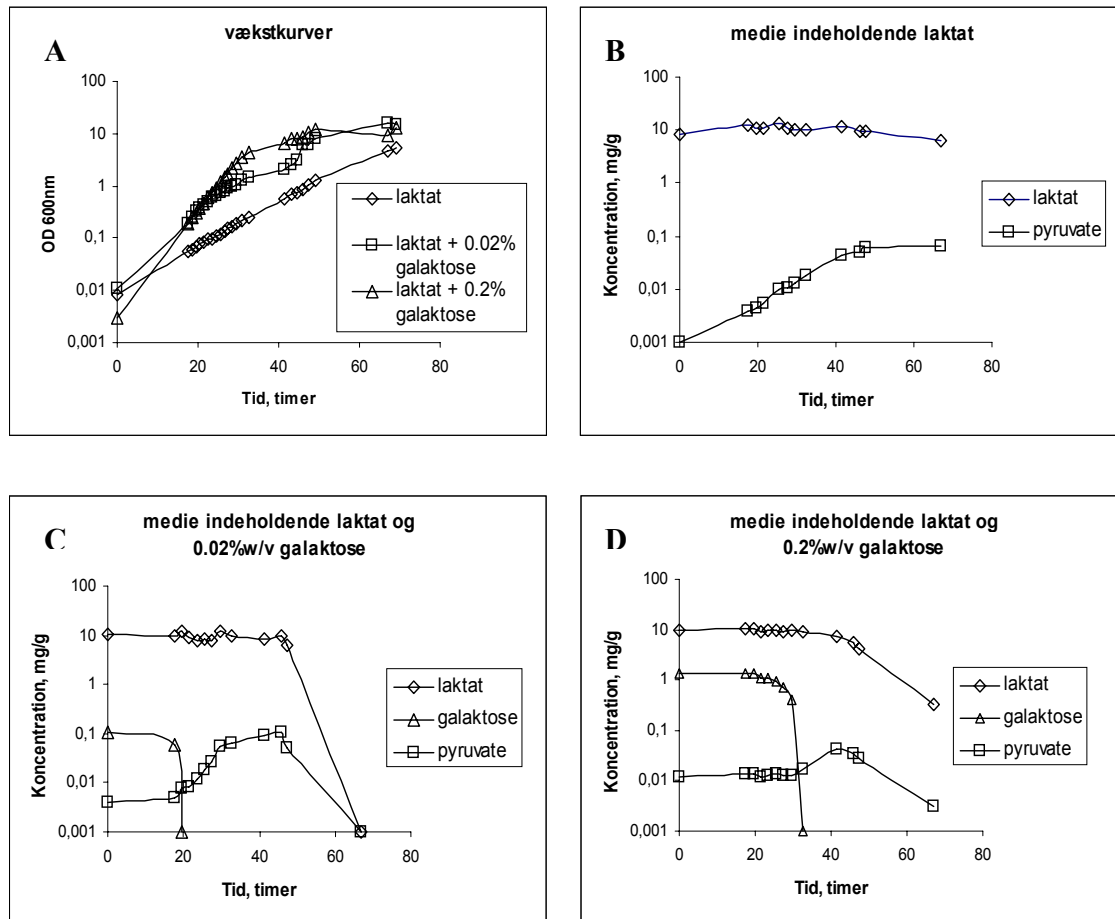 A
vækstkurver
OD 600nm
100
10
1
0,1
0,01
0,001
0
20
40
60
80
Tid, timer
laktat
laktat + 0.02%
galaktose
laktat + 0.2%
galaktose
B
medie indeholdende laktat
Koncentration, mg/g
100
10
1
0,1
0,01
0,001
0
20
40
60
80
Tid, timer
laktat
pyruvate
C
medie indeholdende laktat og
0.02%w/v galaktose
Koncentration, mg/g
100
10
1
0,1
0,01
0,001
0
20
40
60
80
Tid, timer
laktat
galaktose
pyruvate
D
medie indeholdende laktat og
0.2%w/v galaktose
Koncentration, mg/g
100
10
1
0,1
0,01
0,001
0
20
40
60
80
Tid, timer
laktat
galaktose
pyruvate